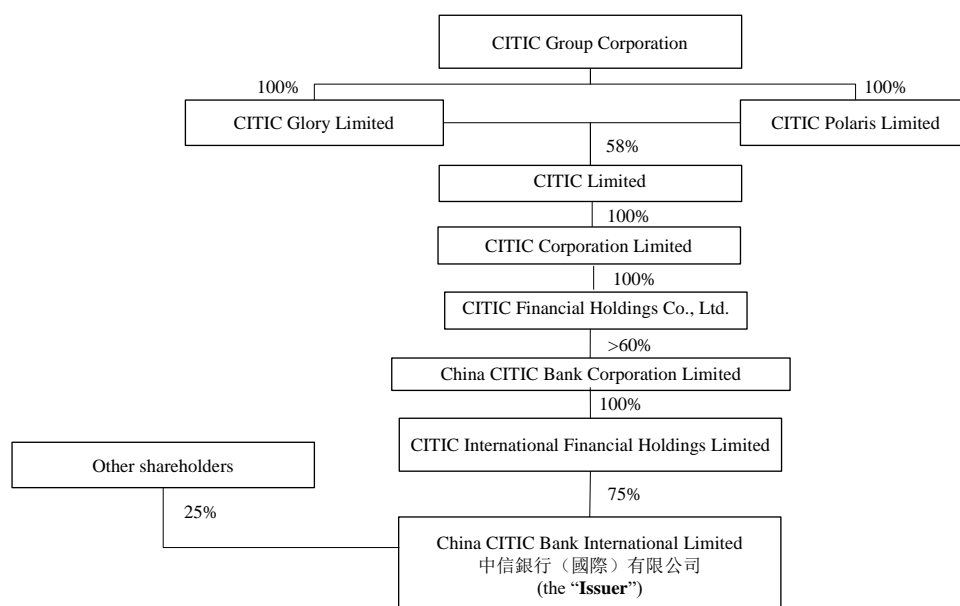 CITIC Group Corporation
100%
100%
CITIC Glory Limited
CITIC Polaris Limited
58%
CITIC Limited
100%
CITIC Corporation Limited
100%
CITIC Financial Holdings Co., Ltd.
>60%
China CITIC Bank Corporation Limited
100%
CITIC International Financial Holdings Limited
Other shareholders
75%
25%
China CITIC Bank International Limited
中信銀行（國際）有限公司
(the “Issuer”)